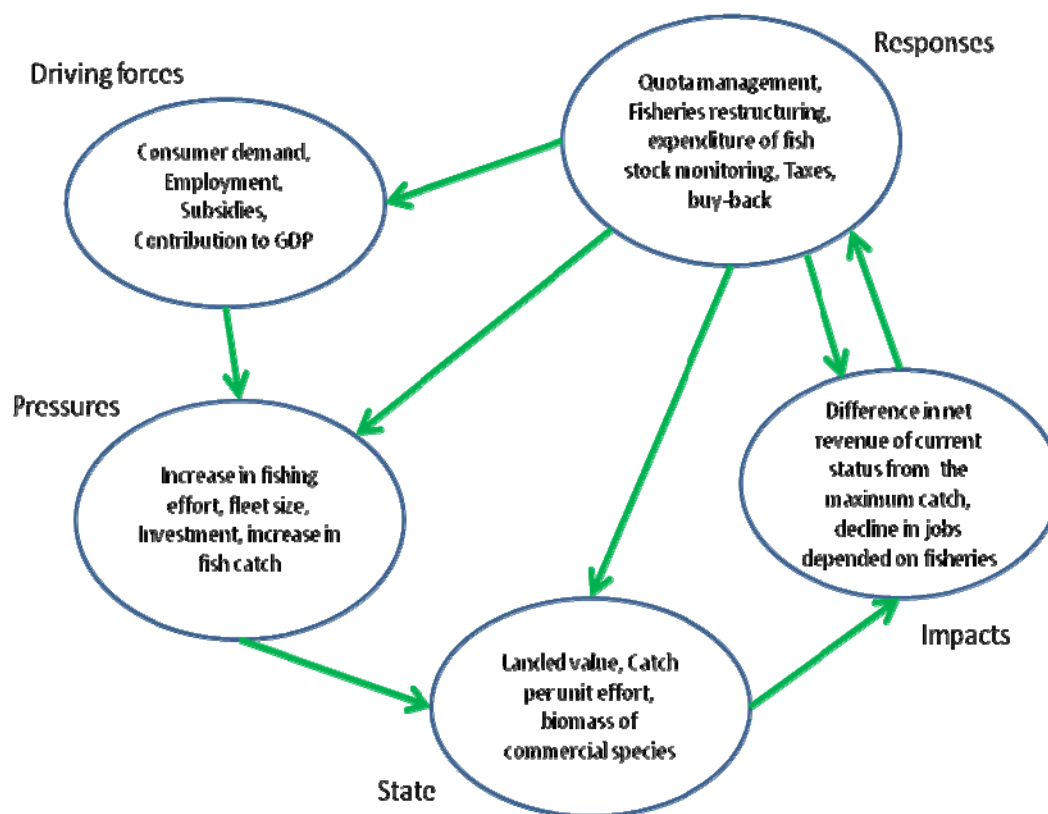 Responses
Driving forces
Quota management,
Fisheries restructuring,
expenditure of fish
stock monitoring, Taxes,
buy-back
Consumer demand,
Employment,
Subsidies,
Contribution to GDP
Pressures
Increase in fishing
effort, fleet size,
Investment, increase in
fish catch
Difference in net
revenue of current
status from the
maximum catch,
decline in jobs
depended on fisheries
Impacts
Landed value, Catch
per unit effort,
biomass of
commercial species
State